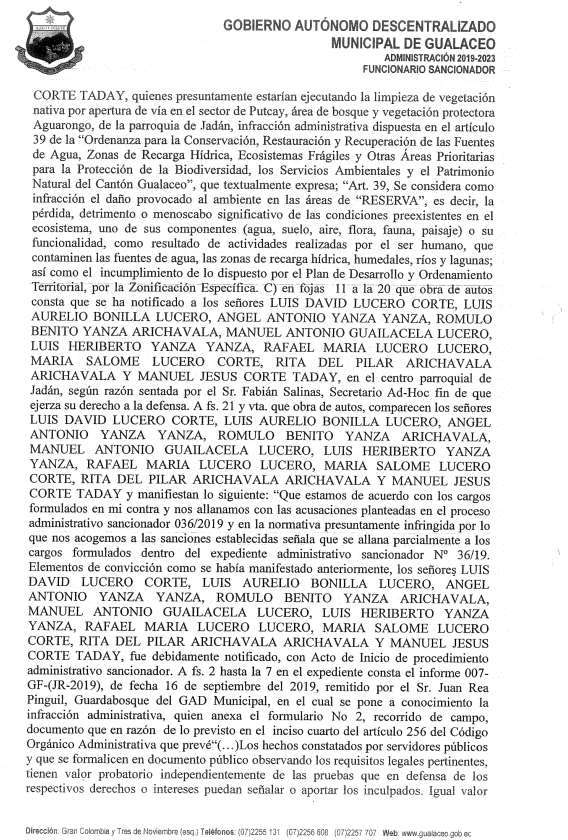 GOBIERNO AUTÓNOMO DESCENTRALIZADO
MUNICIPAL DE GUALACEO
ADMINISTRACIÓN 2019-2023
FUNCIONARIO SANCIONADOR
CORTE TADAY, quienes presuntamente estarían ejecutando la limpieza de vegetación
nativa por apertura de vía en el sector de Putcay, área de bosque y vegetación protectora
Aguarongo, de la parroquia de Jadán, infracción administrativa dispuesta en el artículo
39 de la “Ordenanza para la Conservación, Restauración y Recuperación de las Fuentes
de Agua, Zonas de Recarga Hídrica, Ecosistemas Frágiles y Otras Áreas Prioritarias
para la Protección de la Biodiversidad, los Servicios Ambientales y el Patrimonio
Natural del Cantón Gualaceo”, que textualmente expresa; “Art. 39, Se considera como
infracción el daño provocado al ambiente en las áreas de “RESERVA”, es decir, la
pérdida, detrimento o menoscabo significativo de las condiciones preexistentes en el
ecosistema, uno de sus componentes (agua, suelo, aire, flora, fauna, paisaje) o su
funcionalidad, como resultado de actividades realizadas por el ser humano, que
contaminen las fuentes de agua, las zonas de recarga hídrica, humedales, ríos y lagunas;
así como el incumplimiento de lo dispuesto por el Plan de Desarrollo y Ordenamiento
Territorial, por la Zonificación Específica. C) en fojas 11 a la 20 que obra de autos
consta que se ha notificado a los señores LUIS DAVID LUCERO CORTE, LUIS
AURELIO BONILLA LUCERO, ANGEL ANTONIO YANZA YANZA, ROMULO
BENITO YANZA ARICHAVALA, MANUEL ANTONIO GUAILACELA LUCERO,
LUIS HERIBERTO YANZA YANZA, RAFAEL MARIA LUCERO LUCERO,
MARIA SALOME LUCERO CORTE, RITA DEL PILAR ARICHAVALA
ARICHAVALA Y MANUEL JESUS CORTE TADAY, en el centro parroquial de
Jadán, según razón sentada por el Sr. Fabián Salinas, Secretario Ad-Hoc fin de que
ejerza su derecho a la defensa. A fs. 21 y vta. que obra de autos, comparecen los señores
LUIS DAVID LUCERO CORTE, LUIS AURELIO BONILLA LUCERO, ANGEL
ANTONIO YANZA YANZA, ROMULO BENITO YANZA ARICHAVALA,
MANUEL ANTONIO GUAILACELA LUCERO, LUIS HERIBERTO YANZA
YANZA, RAFAEL MARIA LUCERO LUCERO, MARIA SALOME LUCERO
CORTE, RITA DEL PILAR ARICHAVALA ARICHAVALA Y MANUEL JESUS
CORTE TADAY y manifiestan lo siguiente: “Que estamos de acuerdo con los cargos
formulados en mi contra y nos allanamos con las acusaciones planteadas en el proceso
administrativo sancionador 036/2019 y en la normativa presuntamente infringida por lo
que nos acogemos a las sanciones establecidas señala que se allana parcialmente a los
cargos formulados dentro del expediente administrativo sancionador Nº 36/19.
Elementos de convicción como se había manifestado anteriormente, los señores LUIS
DAVID LUCERO CORTE, LUIS AURELIO BONILLA LUCERO, ANGEL
ANTONIO YANZA YANZA, ROMULO BENITO YANZA ARICHAVALA,
MANUEL ANTONIO GUAILACELA LUCERO, LUIS HERIBERTO YANZA
YANZA, RAFAEL MARIA LUCERO LUCERO, MARIA SALOME LUCERO
CORTE, RITA DEL PILAR ARICHAVALA ARICHAVALA Y MANUEL JESUS
CORTE TADAY, fue debidamente notificado, con Acto de Inicio de procedimiento
administrativo sancionador. A fs. 2 hasta la 7 en el expediente consta el informe 007-
GF-(JR-2019), de fecha 16 de septiembre del 2019, remitido por el Sr. Juan Rea
Pinguil, Guardabosque del GAD Municipal, en el cual se pone a conocimiento la
infracción administrativa, quien anexa el formulario No 2, recorrido de campo,
documento que en razón de lo previsto en el inciso cuarto del artículo 256 del Código
Orgánico Administrativa que prevé“(…)Los hechos constatados por servidores públicos
y que se formalicen en documento público observando los requisitos legales pertinentes,
tienen valor probatorio independientemente de las pruebas que en defensa de los
respectivos derechos o intereses puedan señalar o aportar los inculpados. Igual valor
Dirección: Gran Colombia y Tres de Noviembre (esq.) Teléfonos: (07)2255 131 (07)2256 608 (07)2257 707 Web: www.gualaceo.gob.ec